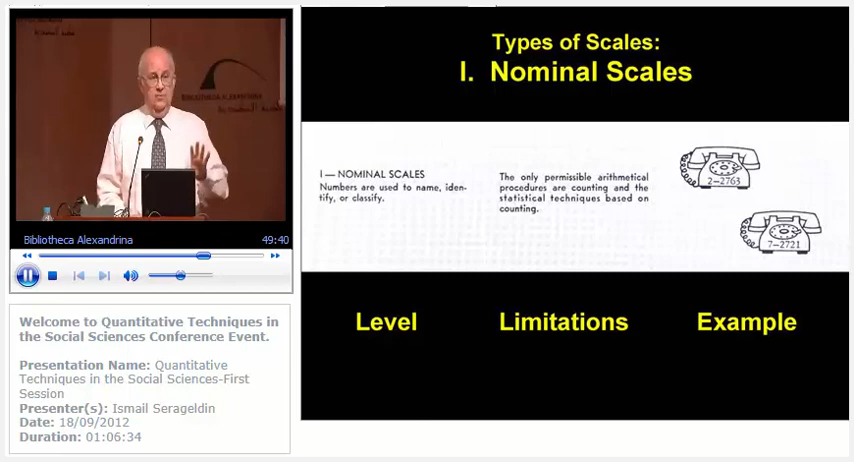 BIBLIOTHECA ALEXANDRINA
Bibliotheca Alexandrina
49:40
Welcome to Quantitative Techniques in
the Social Sciences Conference Event.
Presentation Name: Quantitative
Techniques in the Social Sciences-First
Session
Presenter(s): Ismail Serageldin
Date: 18/09/2012
Duration: 01:06:34
Types of Scales:
I. Nominal Scales
I — NOMINAL SCALES
Numbers are used to name, iden-
tify, or classify.
The only permissible arithmetical
procedures are counting and the
statistical techniques based on
counting.
2-2763
7-2721
Level
Limitations
Example